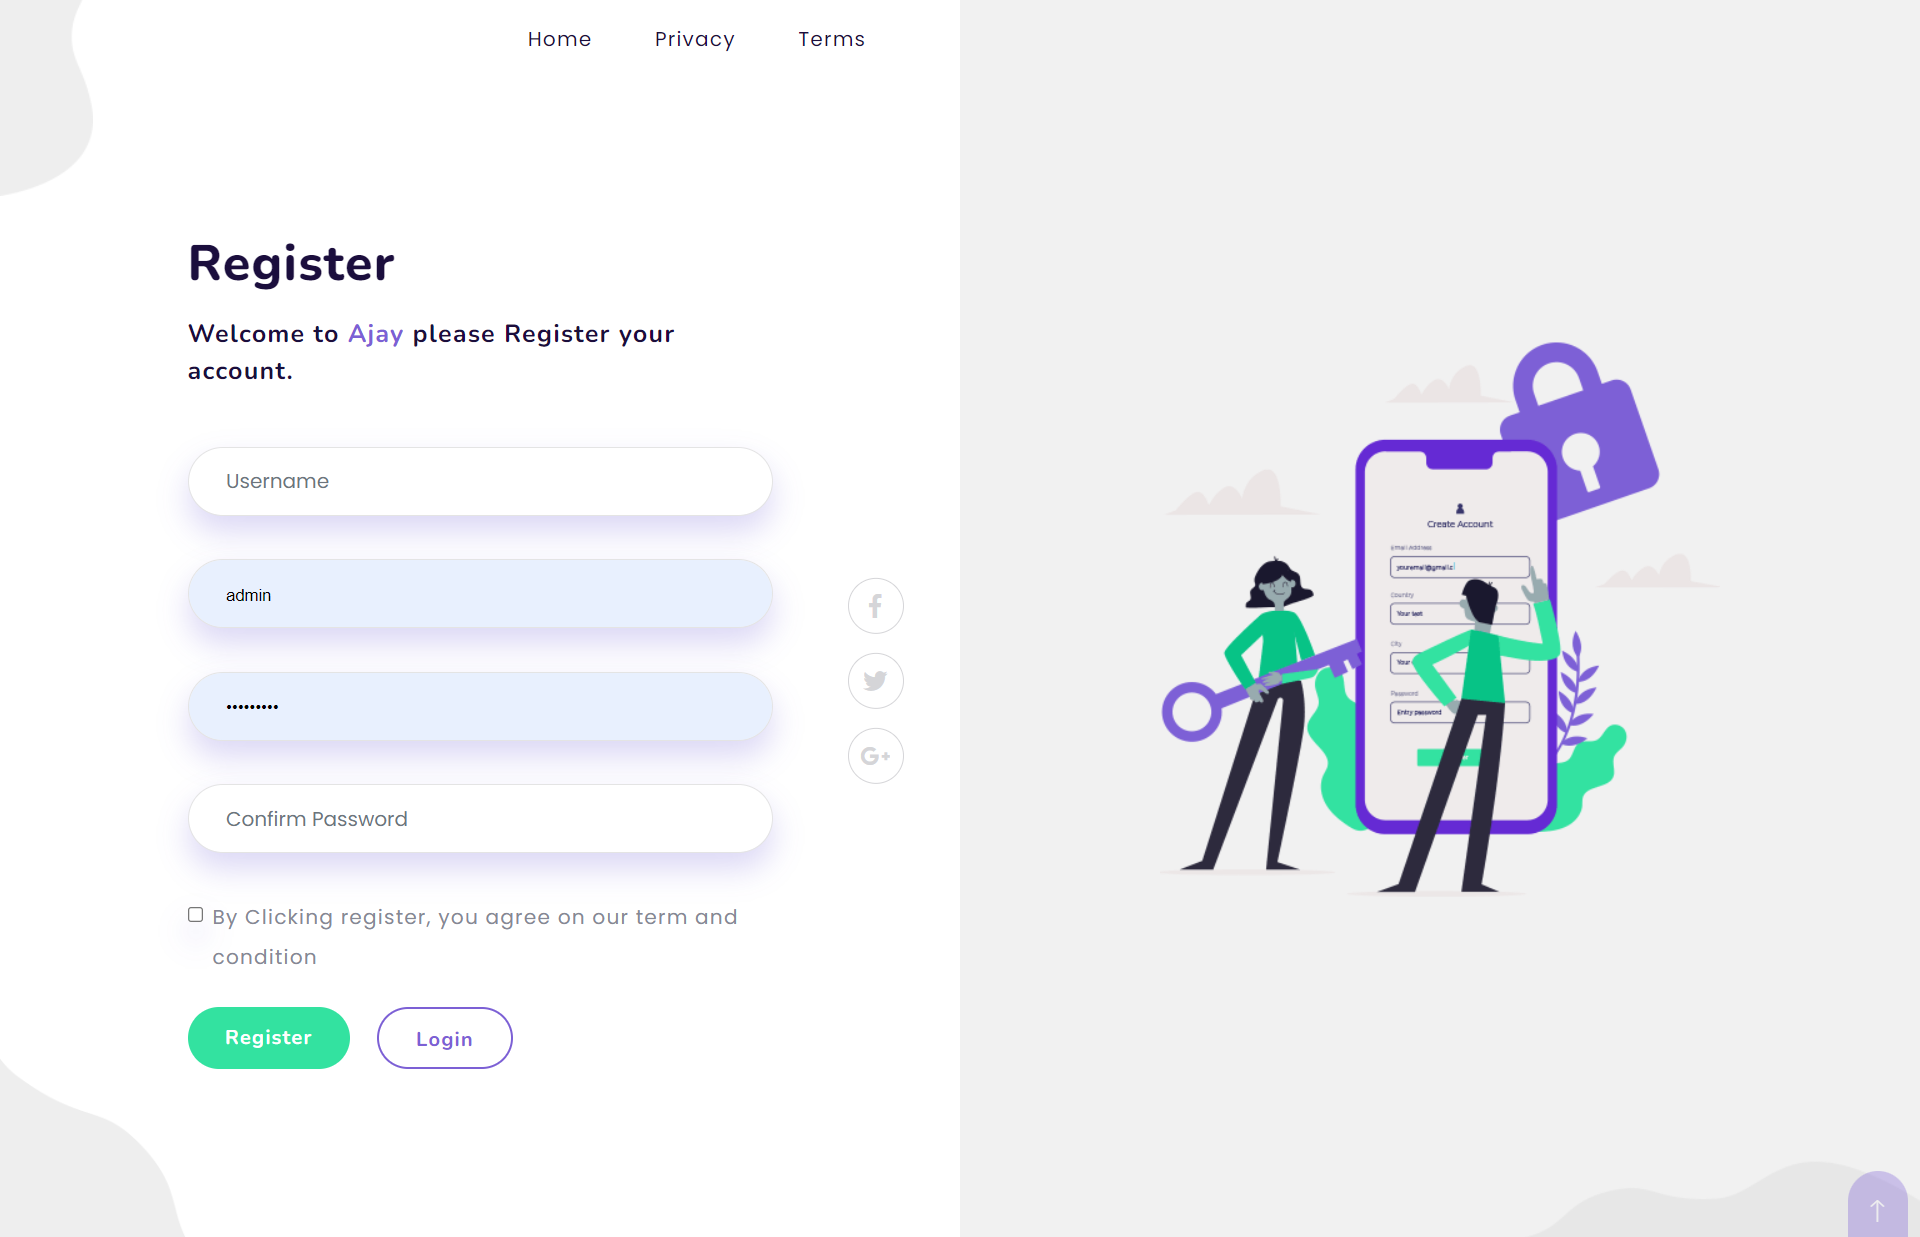 Home Privacy Terms
Register
Welcome to Ajay please Register your
account.
Username
admin
•••••••••
Confirm Password
By Clicking register, you agree on our term and
condition
Register Login
Create Account
Email Address
youremail@gmail.c
Country
Your text
City
Your
Password
Entry password